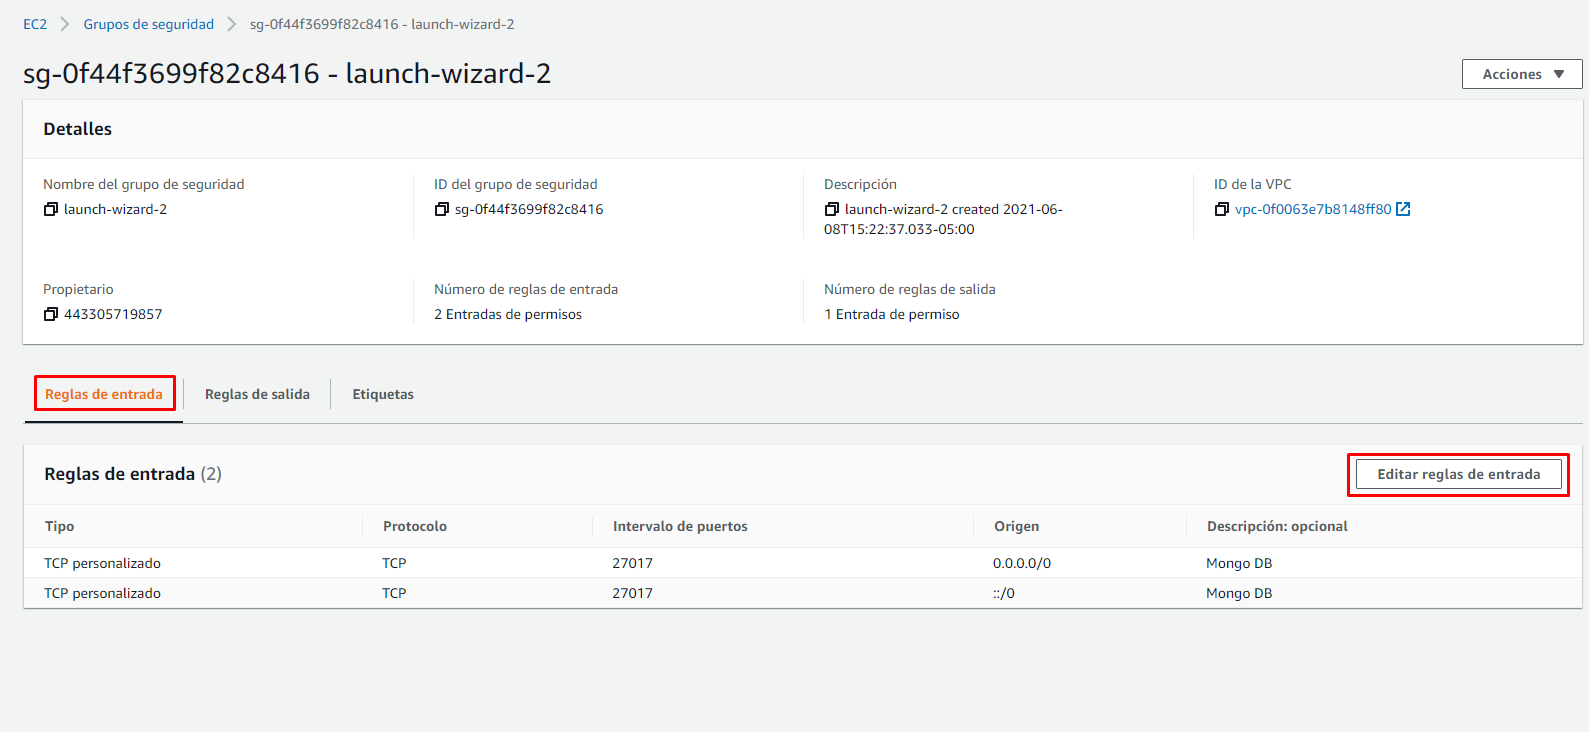 EC2 > Grupos de seguridad > sg-0f44f3699f82c8416 - launch-wizard-2
sg-0f44f3699f82c8416 - launch-wizard-2
Acciones ▼
Detalles
Nombre del grupo de seguridad
launch-wizard-2
ID del grupo de seguridad
sg-0f44f3699f82c8416
Descripción
launch-wizard-2 created 2021-06-
08T15:22:37.033-05:00
ID de la VPC
vpc-0f0063e7b8148ff80
Propietario
443305719857
Número de reglas de entrada
2 Entradas de permisos
Número de reglas de salida
1 Entrada de permiso
Reglas de entrada
Reglas de salida
Etiquetas
Reglas de entrada (2)
Editar reglas de entrada
Tipo Protocolo Intervalo de puertos Origen Descripción: opcional
TCP personalizado TCP 27017 0.0.0.0/0 Mongo DB
TCP personalizado TCP 27017 ::/0 Mongo DB